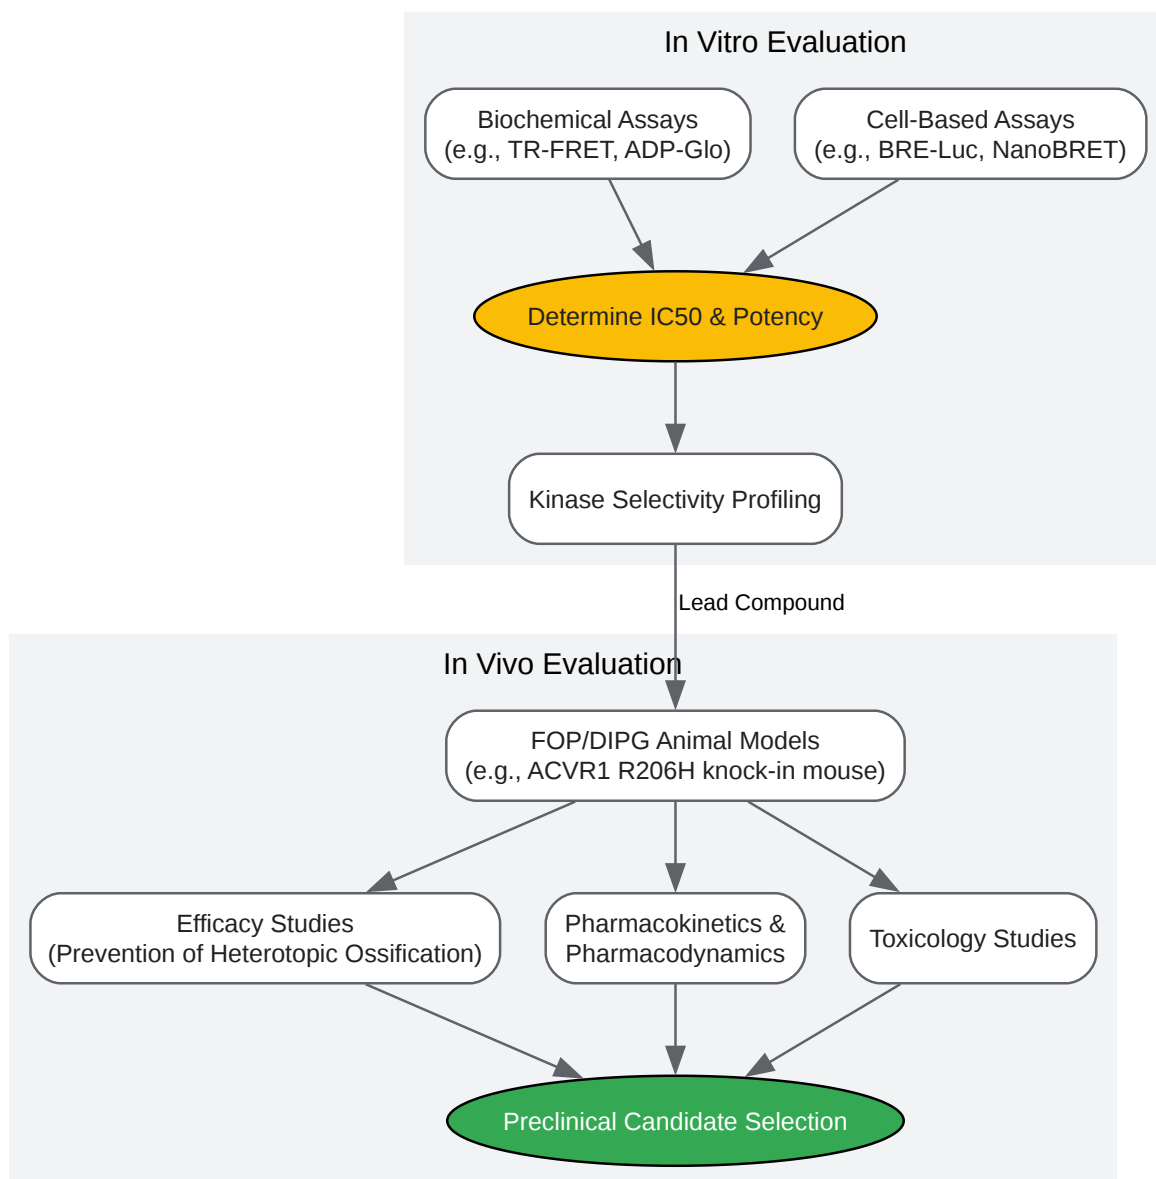 In Vitro Evaluation
Biochemical Assays
(e.g., TR-FRET, ADP-Glo)
Cell-Based Assays
(e.g., BRE-Luc, NanoBRET)
Determine IC50 & Potency
Kinase Selectivity Profiling
Lead Compound
In Vivo Evaluation
FOP/DIPG Animal Models
(e.g., ACVR1 R206H knock-in mouse)
Efficacy Studies
(Prevention of Heterotopic Ossification)
Pharmacokinetics &
Pharmacodynamics
Toxicology Studies
Preclinical Candidate Selection